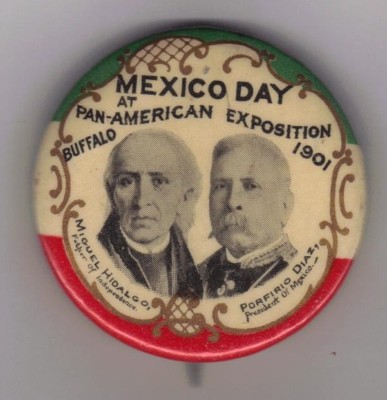 MEXICO DAY
AT
PAN-AMERICAN EXPOSITION
BUFFALO 1901
MIGUEL HIDALGO,
Father of
Independence.
PORFIRIO DIAZ,
President of Mexico.